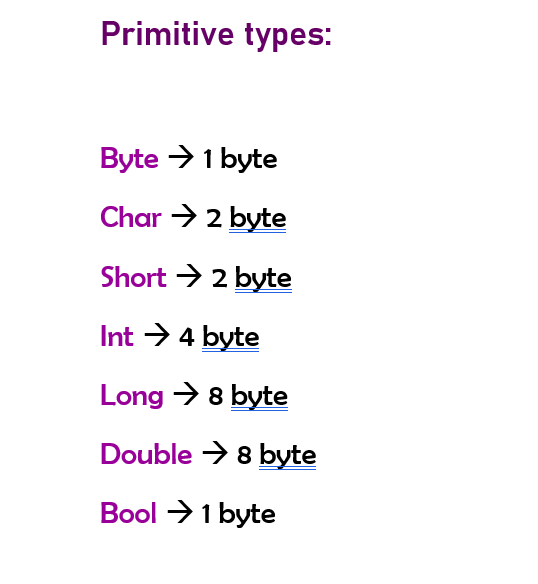 Primitive types:
Byte → 1 byte
Char → 2 byte
Short → 2 byte
Int → 4 byte
Long → 8 byte
Double → 8 byte
Bool → 1 byte